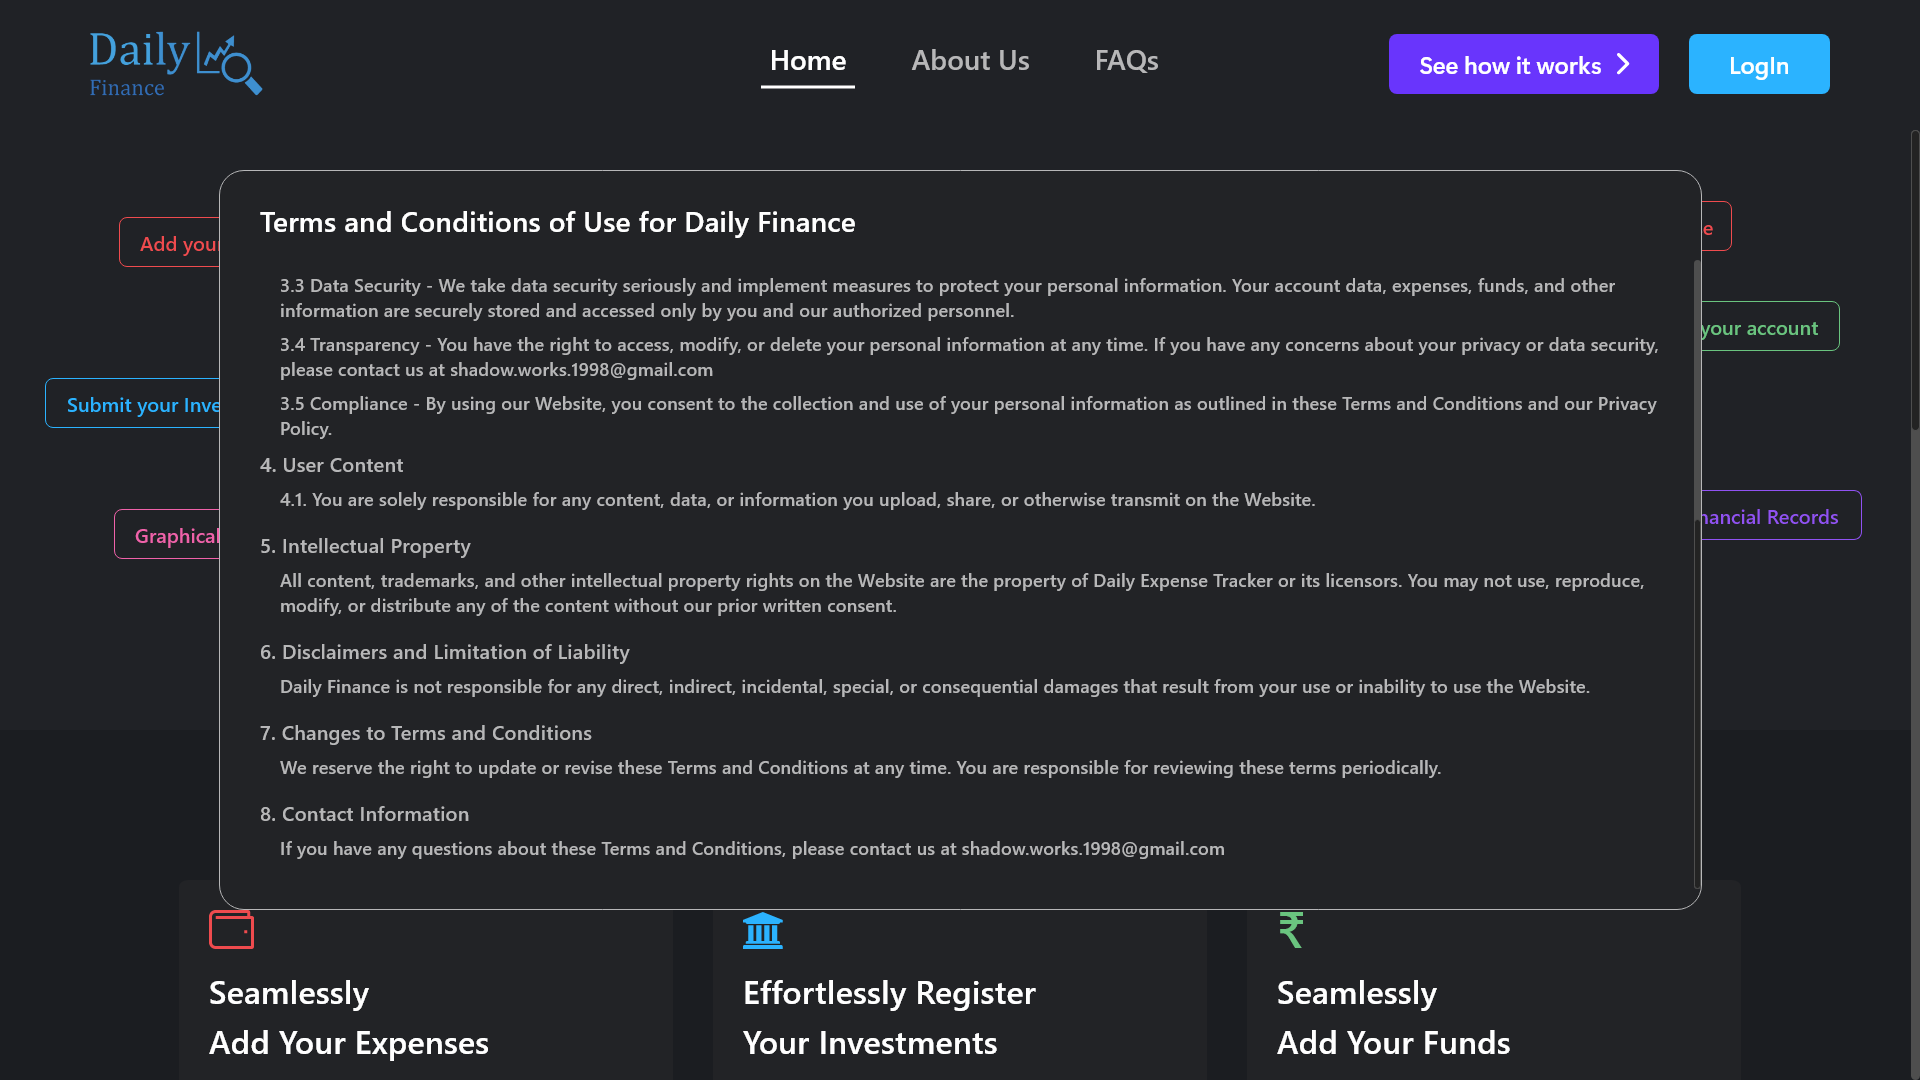 Daily
Finance
Home
About Us
FAQs
See how it works
LogIn
Terms and Conditions of Use for Daily Finance
3.3 Data Security - We take data security seriously and implement measures to protect your personal information. Your account data, expenses, funds, and other
information are securely stored and accessed only by you and our authorized personnel.
3.4 Transparency - You have the right to access, modify, or delete your personal information at any time. If you have any concerns about your privacy or data security,
please contact us at shadow.works.1998@gmail.com
3.5 Compliance - By using our Website, you consent to the collection and use of your personal information as outlined in these Terms and Conditions and our Privacy
Policy.
4. User Content
4.1. You are solely responsible for any content, data, or information you upload, share, or otherwise transmit on the Website.
5. Intellectual Property
All content, trademarks, and other intellectual property rights on the Website are the property of Daily Expense Tracker or its licensors. You may not use, reproduce,
modify, or distribute any of the content without our prior written consent.
6. Disclaimers and Limitation of Liability
Daily Finance is not responsible for any direct, indirect, incidental, special, or consequential damages that result from your use or inability to use the Website.
7. Changes to Terms and Conditions
We reserve the right to update or revise these Terms and Conditions at any time. You are responsible for reviewing these terms periodically.
8. Contact Information
If you have any questions about these Terms and Conditions, please contact us at shadow.works.1998@gmail.com
Add your
Submit your
Graphical
your account
Records
₹
Seamlessly
Add Your Expenses
Effortlessly Register
Your Investments
Seamlessly
Add Your Funds